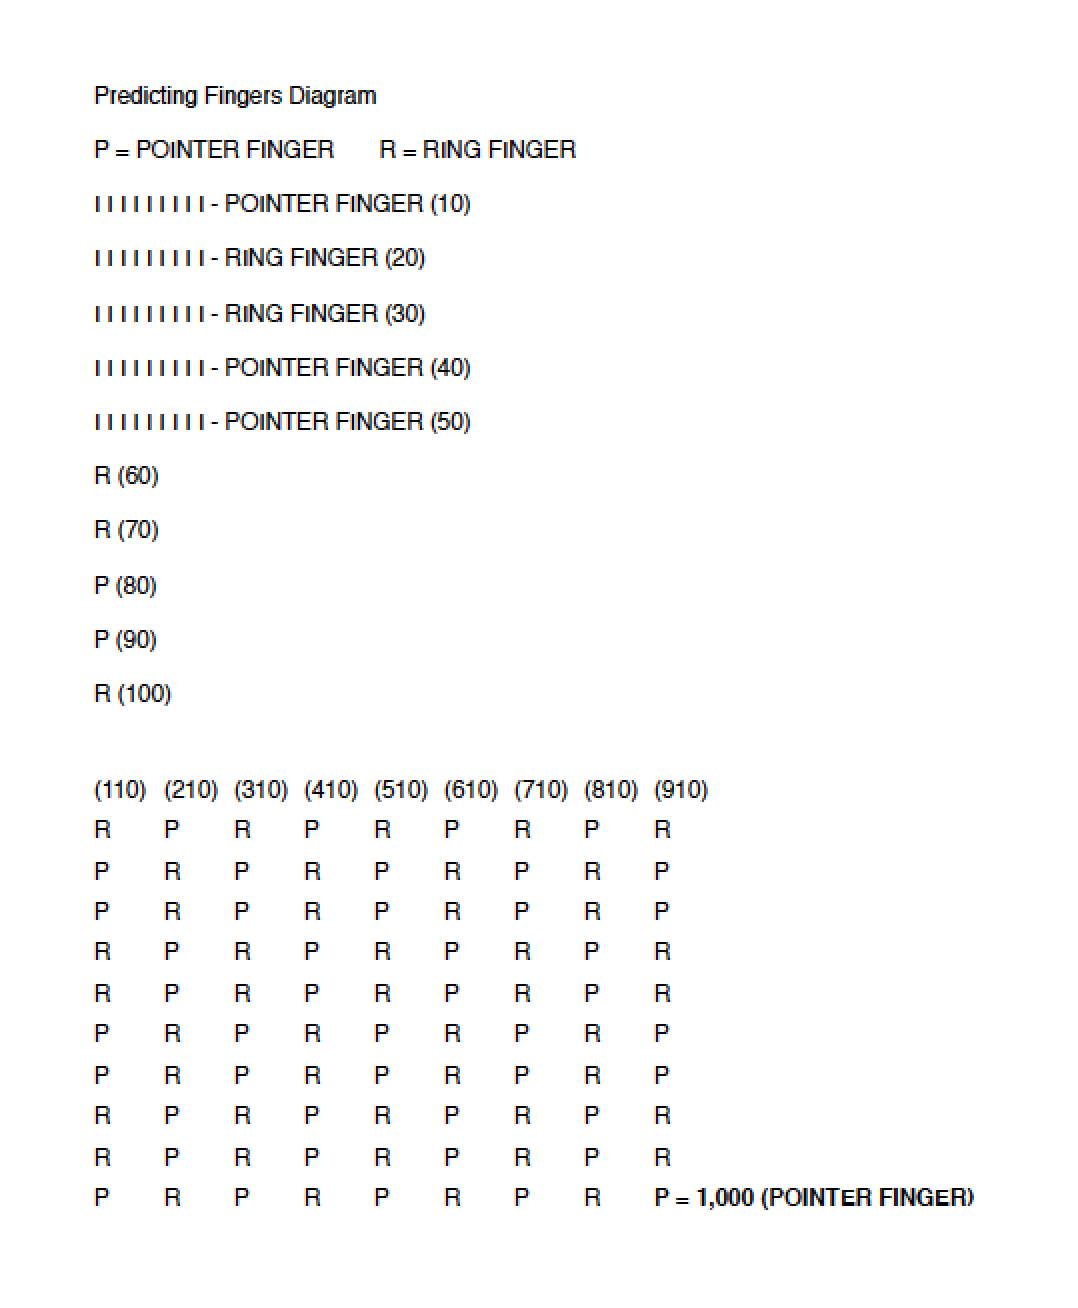 Predicting Fingers Diagram
P = POINTER FINGER R = RING FINGER
I I I I I I I I I - POINTER FINGER (10)
I I I I I I I I I - RING FINGER (20)
I I I I I I I I I - RING FINGER (30)
I I I I I I I I I - POINTER FINGER (40)
I I I I I I I I I - POINTER FINGER (50)
R (60)
R (70)
P (80)
P (90)
R (100)
(110) (210) (310) (410) (510) (610) (710) (810) (910)
R P R P R P R P R
P R P R P R P R P
P R P R P R P R P
R P R P R P R P R
R P R P R P R P R
P R P R P R P R P
P R P R P R P R P
R P R P R P R P R
R P R P R P R P R
P R P R P R P R P = 1,000 (POINTER FINGER)